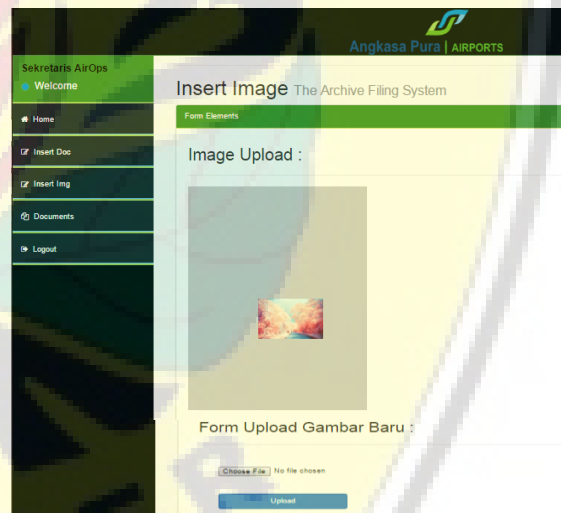 Angkasa Pura | AIRPORTS
Sekretaris AirOps
Welcome
Insert Image The Archive Filing System
Home
Form Elements
Insert Doc
Image Upload :
Insert Img
Documents
Logout
Form Upload Gambar Baru :
Choose File No file chosen
Upload